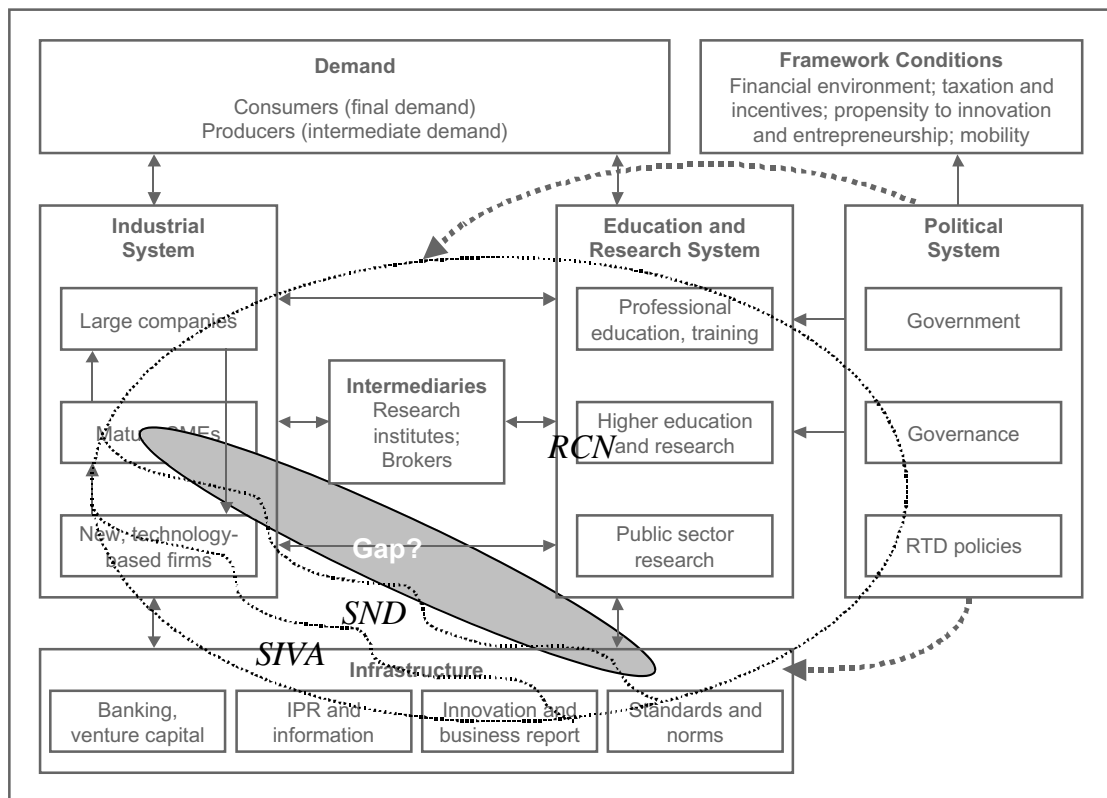 Demand
Consumers (final demand)
Producers (intermediate demand)
Framework Conditions
Financial environment; taxation and
incentives; propensity to innovation
and entrepreneurship; mobility
Industrial
System
Large companies
Mature SMEs
New, technology-
based firms
Intermediaries
Research
institutes;
Brokers
Education and
Research System
Professional
education, training
Higher education
and research
RCN
Public sector
research
Political
System
Government
Governance
RTD policies
Gap?
SND
SIVA
Infrastructure
Banking,
venture capital
IPR and
information
Innovation and
business report
Standards and
norms